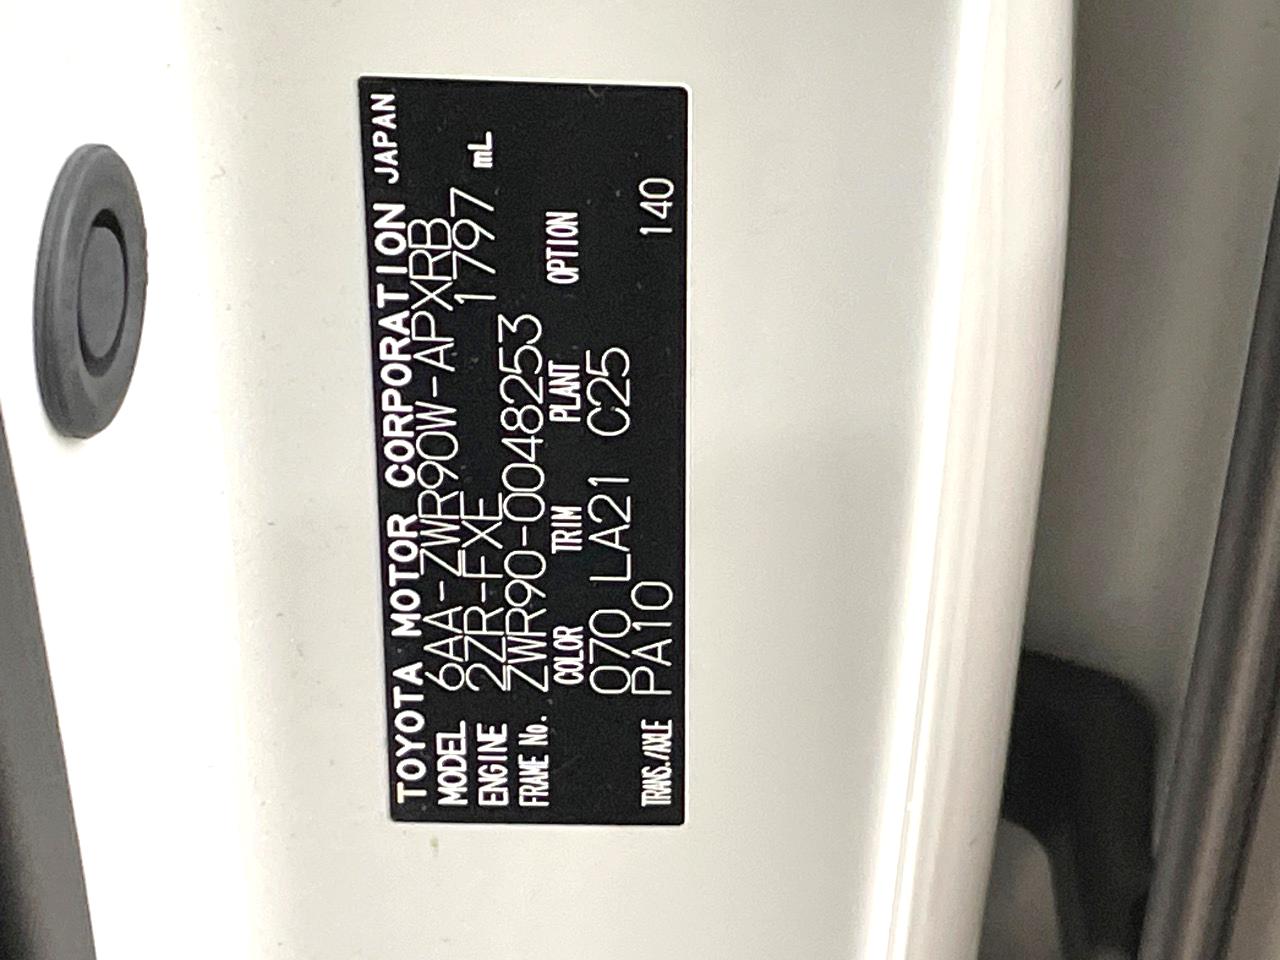 TOYOTA MOTOR CORPORATION JAPAN
MODEL 6AA-ZWR90W-APXRB
ENGINE 2ZR-FXE 1797 mL
FRAME No. ZWR90-0048253
COLOR TRIM PLANT OPTION
070 LA21 C25
TRANS./AXLE PA10 140